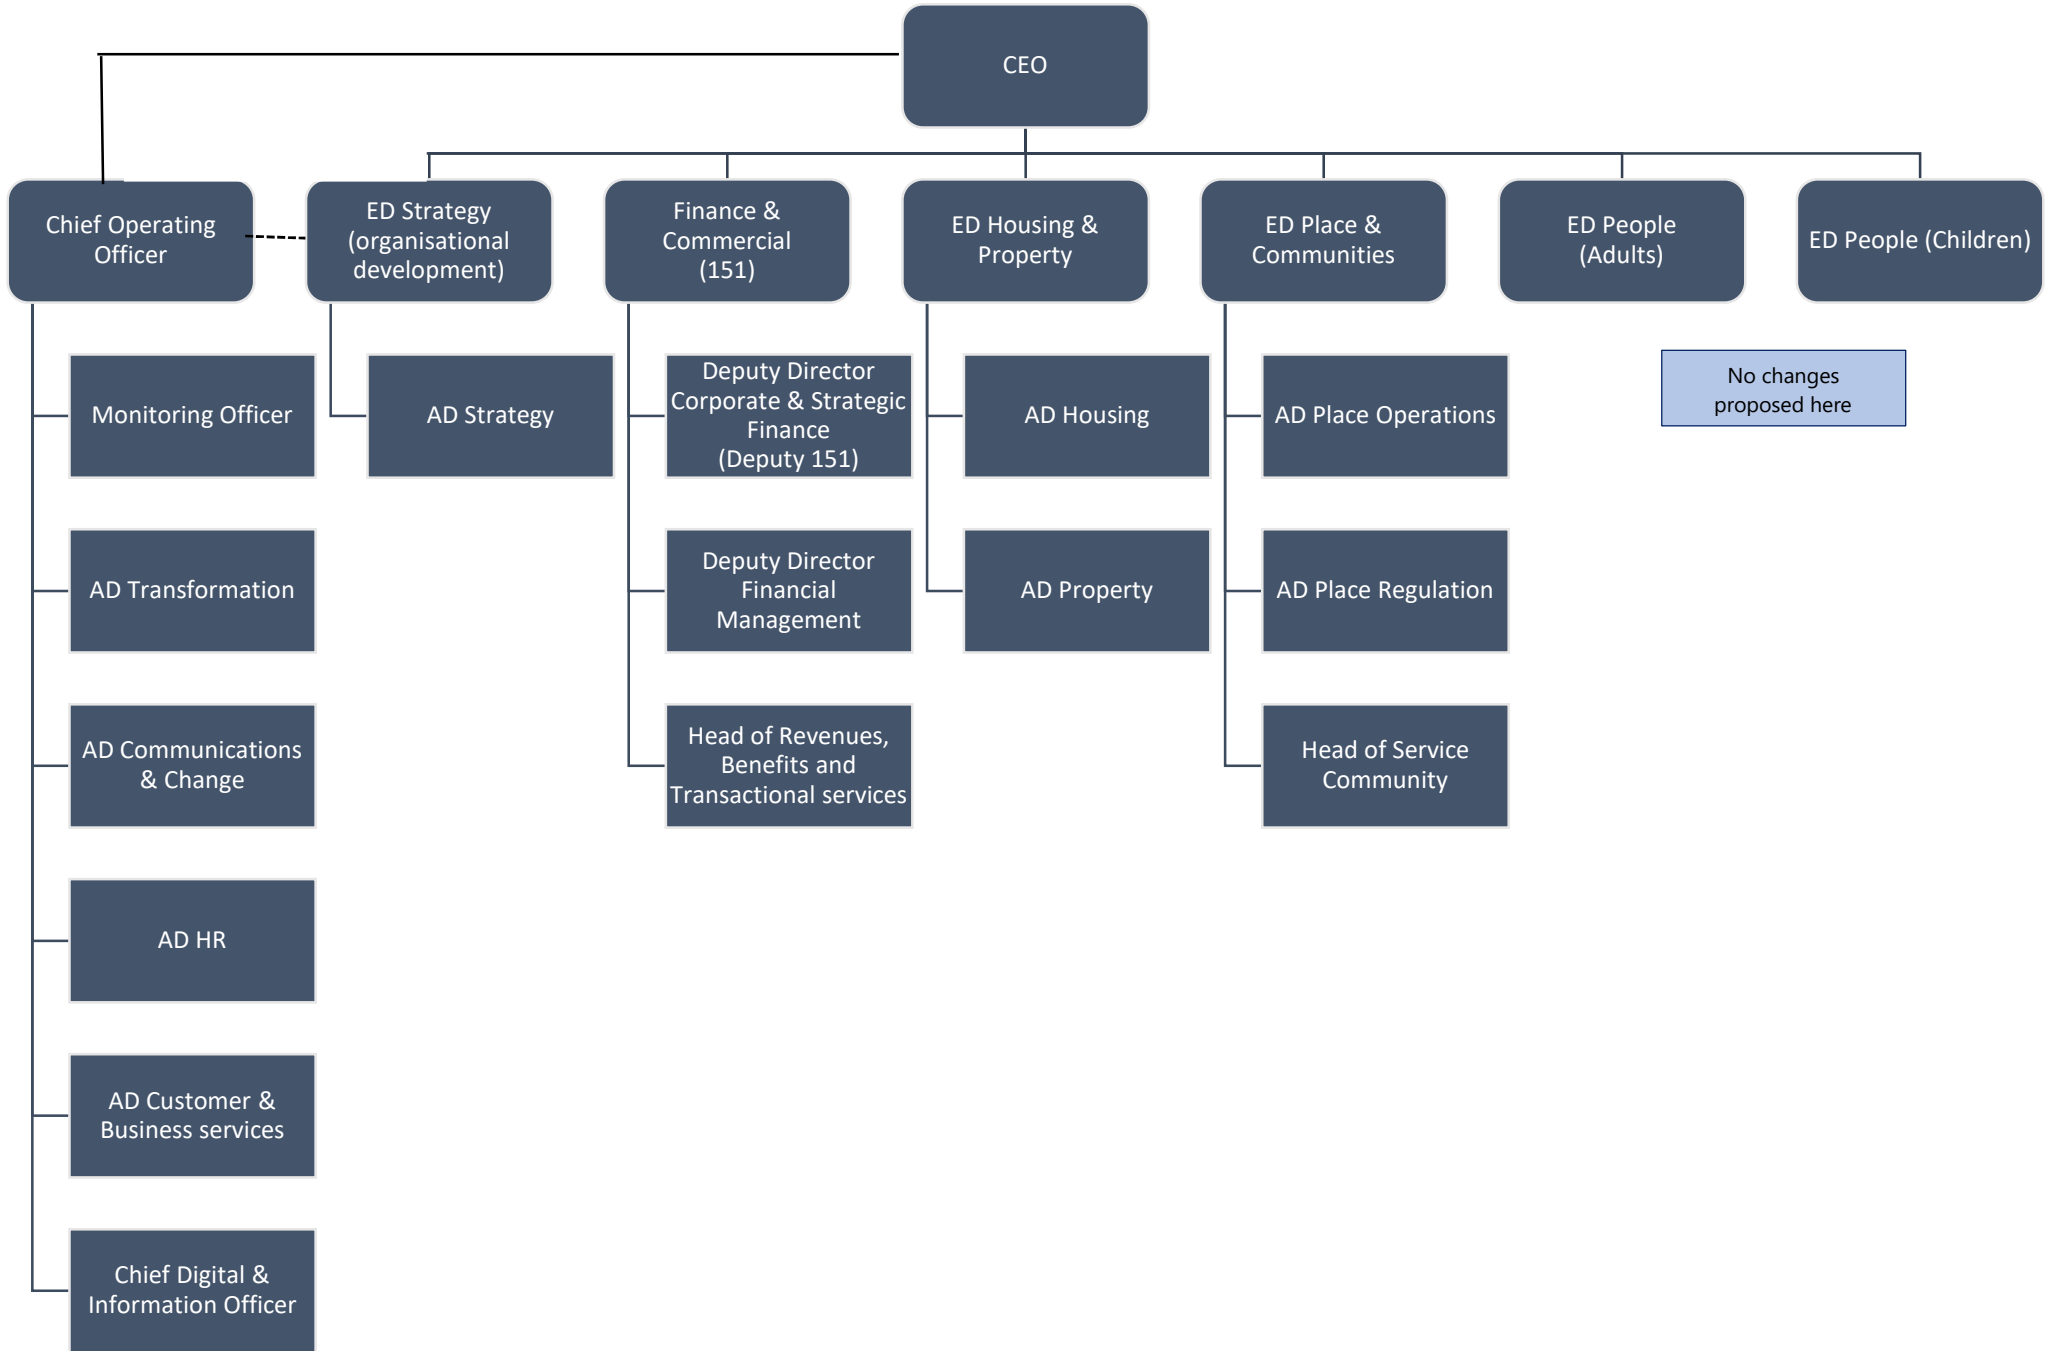 CEO
Chief Operating
Officer
ED Strategy
(organisational
development)
Finance &
Commercial
(151)
ED Housing &
Property
ED Place &
Communities
ED People
(Adults)
ED People (Children)
Monitoring Officer
AD Strategy
Deputy Director
Corporate & Strategic
Finance
(Deputy 151)
AD Housing
AD Place Operations
No changes
proposed here
AD Transformation
Deputy Director
Financial
Management
AD Property
AD Place Regulation
AD Communications
& Change
Head of Revenues,
Benefits and
Transactional services
Head of Service
Community
AD HR
AD Customer &
Business services
Chief Digital &
Information Officer